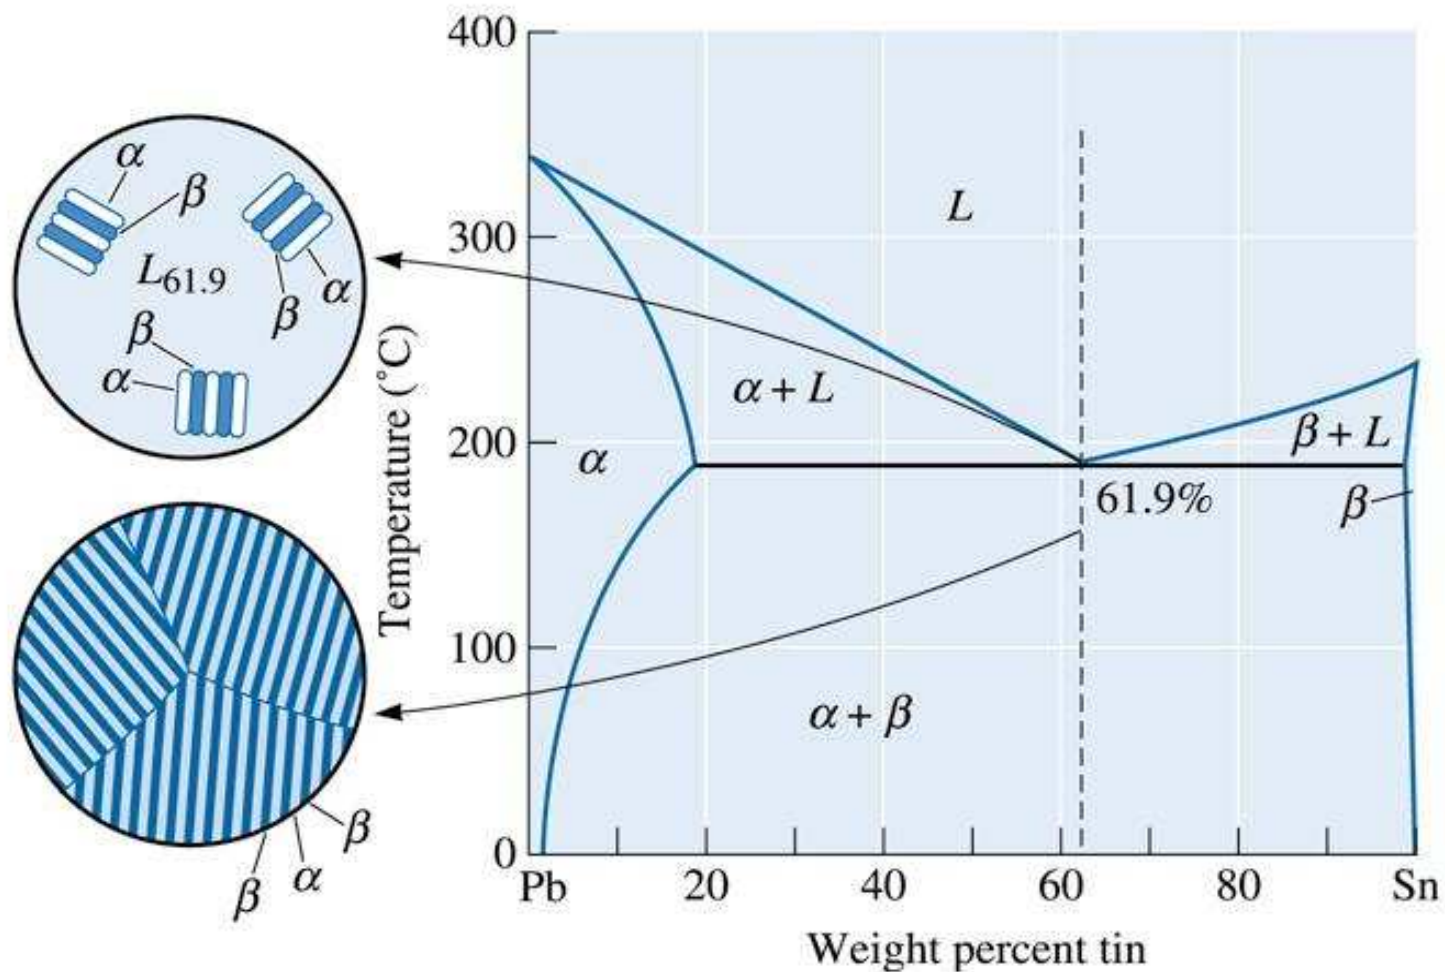 α
β
L61.9
β
α
β
α
β
α
β
Temperature (°C)
400
300
200
100
0
L
α + L
α
β + L
61.9%
β
α + β
Pb
20
40
60
80
Sn
Weight percent tin